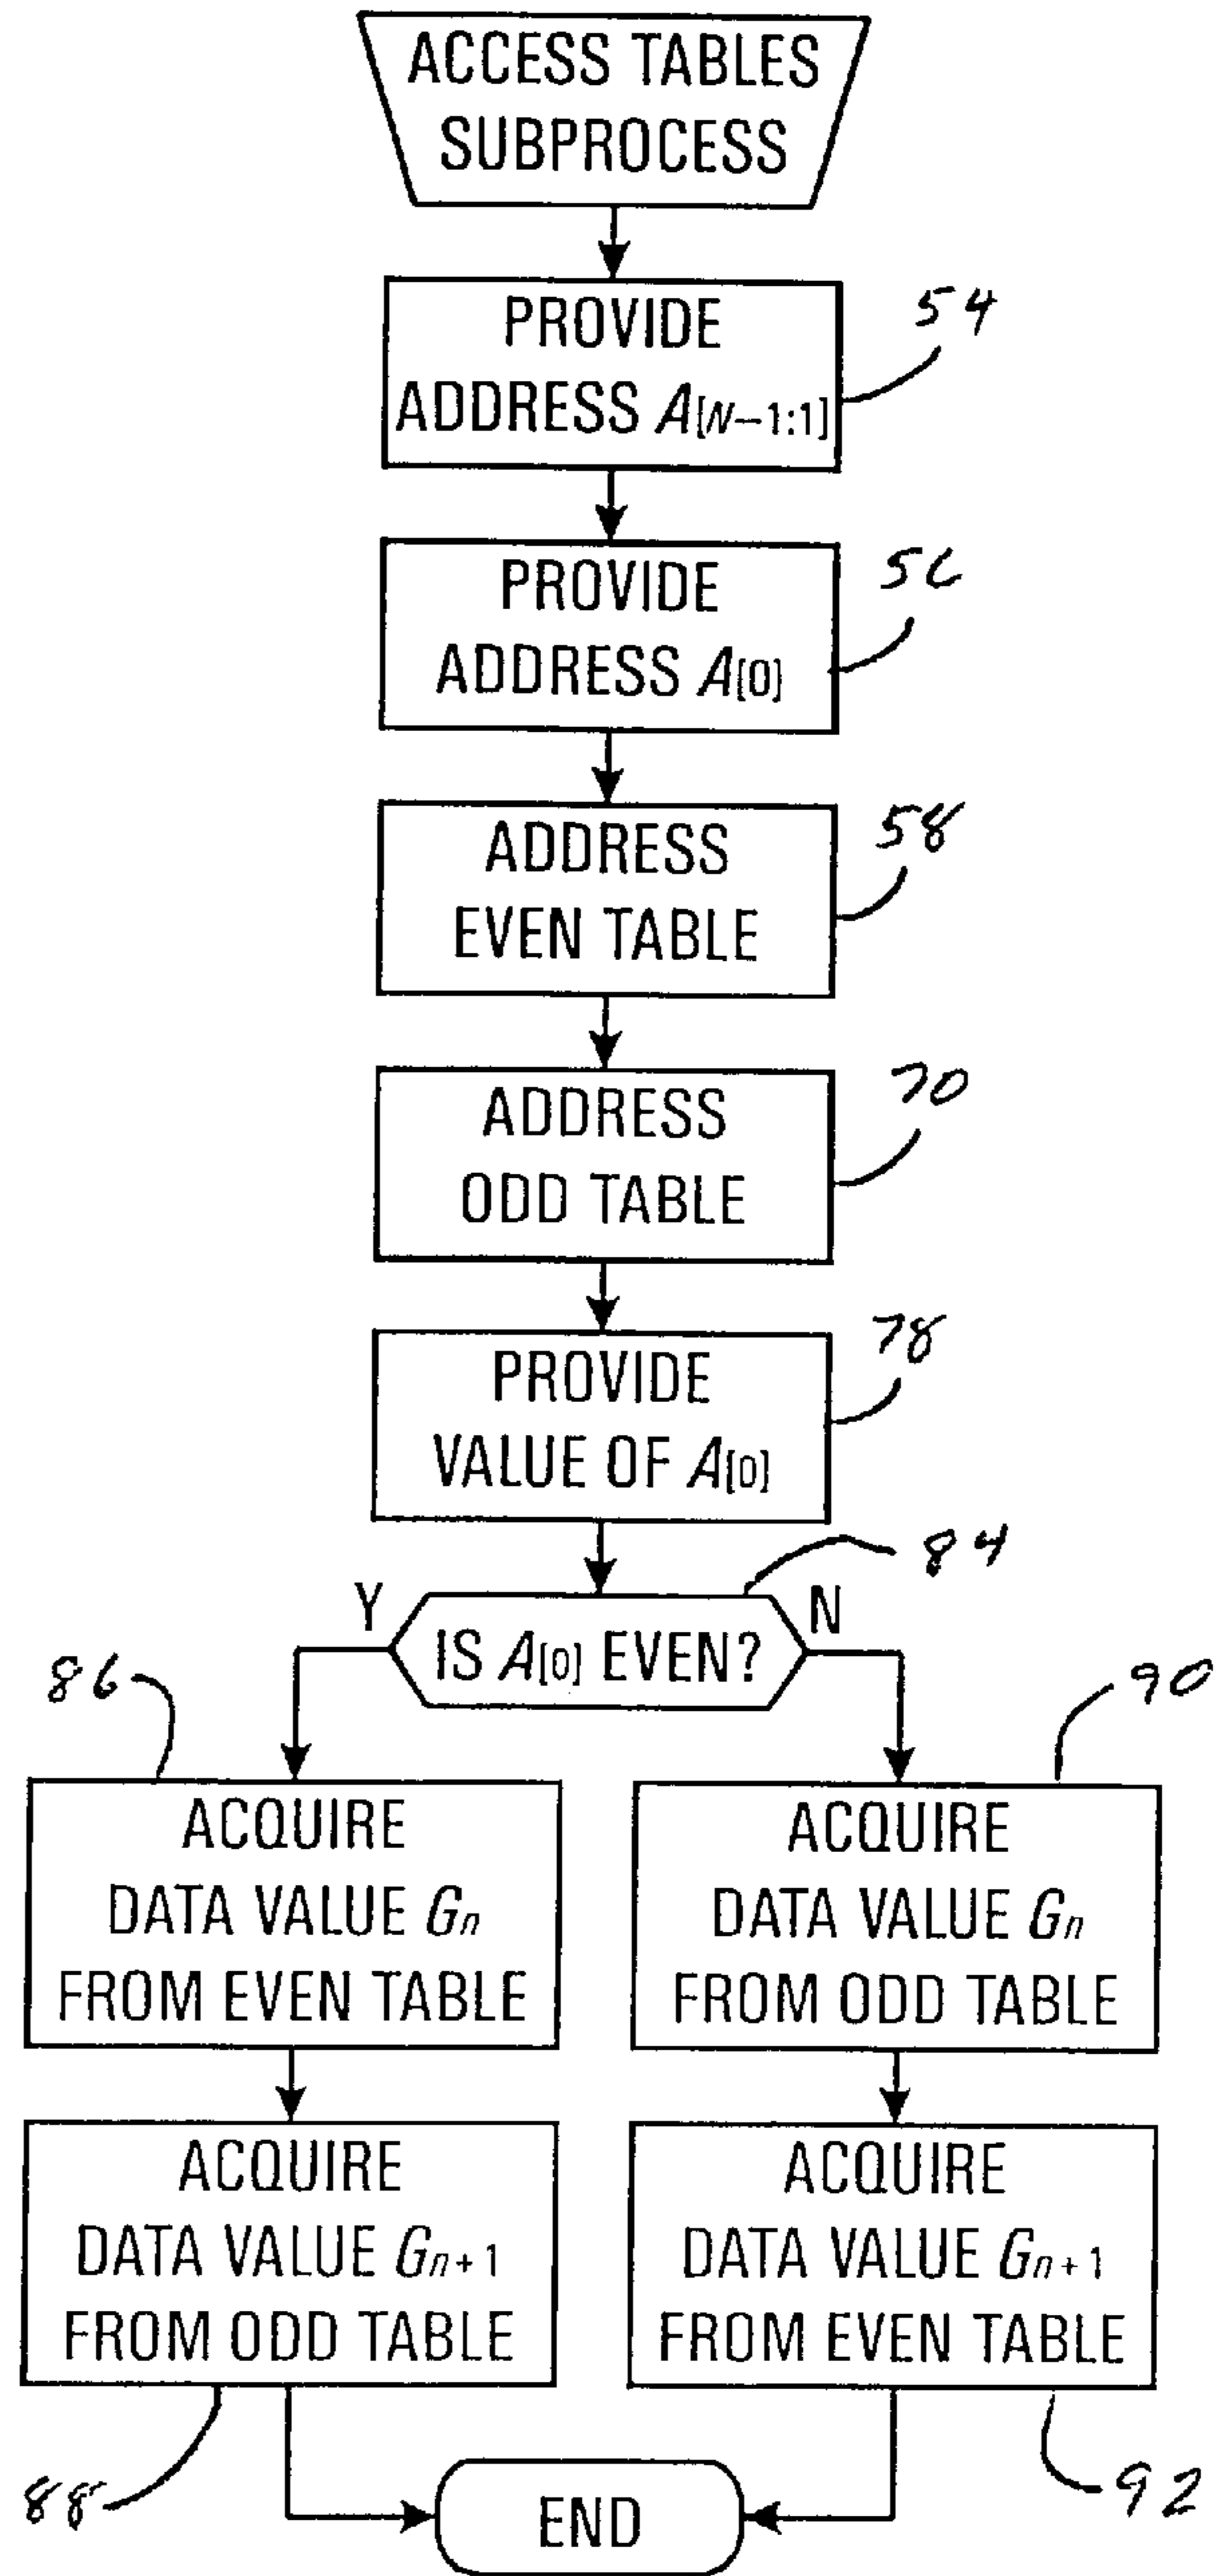 ACCESS TABLES
SUBPROCESS
PROVIDE
ADDRESS A[N-1:1]
54
PROVIDE
ADDRESS A[0]
56
ADDRESS
EVEN TABLE
58
ADDRESS
ODD TABLE
70
PROVIDE
VALUE OF A[0]
78
84
Y
IS A[0] EVEN?
N
86
90
ACQUIRE
DATA VALUE Gn
FROM EVEN TABLE
ACQUIRE
DATA VALUE Gn
FROM ODD TABLE
ACQUIRE
DATA VALUE Gn+1
FROM ODD TABLE
ACQUIRE
DATA VALUE Gn+1
FROM EVEN TABLE
88
92
END